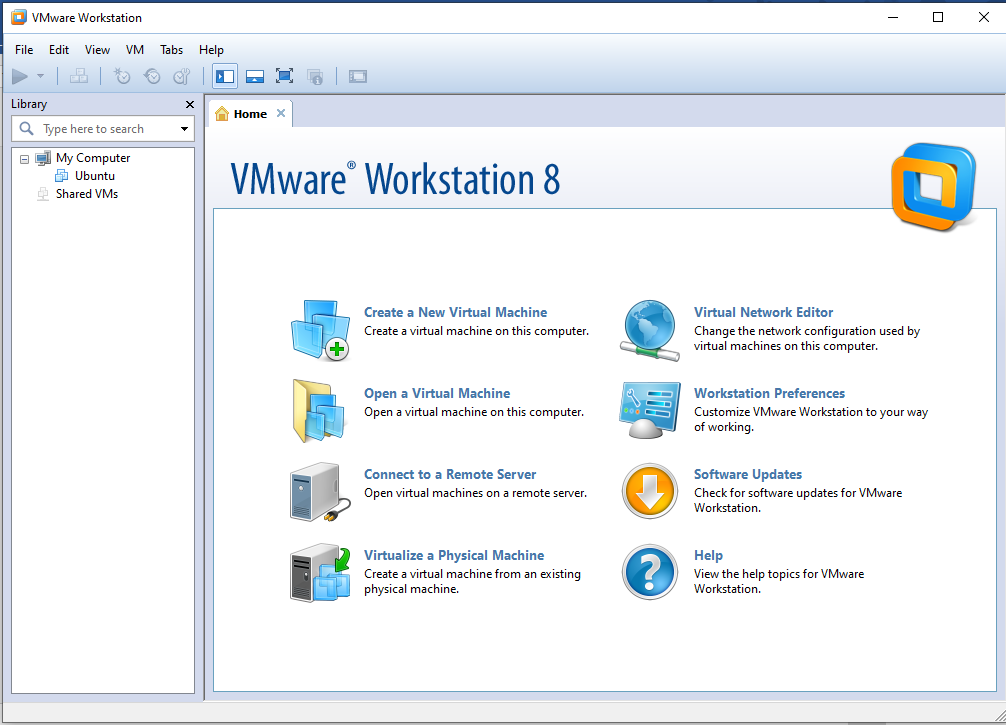 VMware Workstation
File Edit View VM Tabs Help
Library
Type here to search
My Computer
Ubuntu
Shared VMs
Home
VMware® Workstation 8
Create a New Virtual Machine
Create a virtual machine on this computer.
Open a Virtual Machine
Open a virtual machine on this computer.
Connect to a Remote Server
Open virtual machines on a remote server.
Virtualize a Physical Machine
Create a virtual machine from an existing
physical machine.
Virtual Network Editor
Change the network configuration used by
virtual machines on this computer.
Workstation Preferences
Customize VMware Workstation to your way
of working.
Software Updates
Check for software updates for VMware
Workstation.
Help
View the help topics for VMware
Workstation.